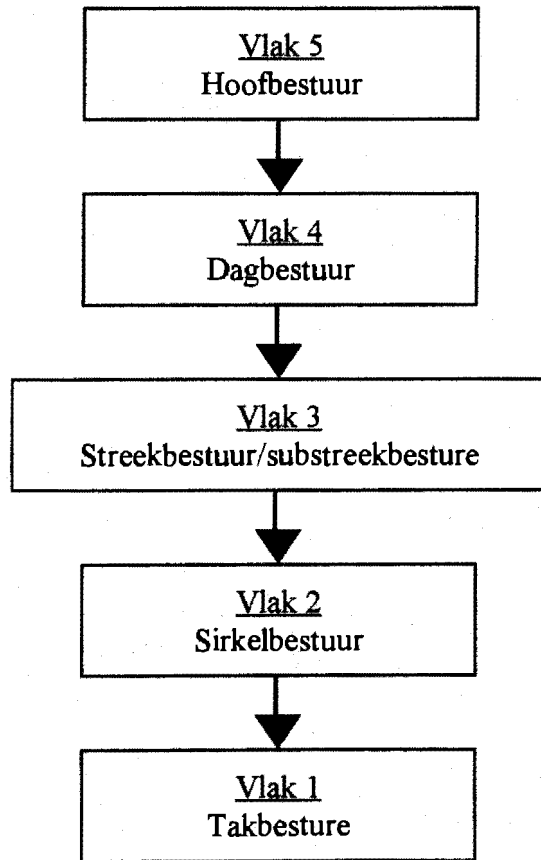 Vlak 5
Hoofbestuur
Vlak 4
Dagbestuur
Vlak 3
Streekbestuur/substreekbesture
Vlak 2
Sirkelbestuur
Vlak 1
Takbesture